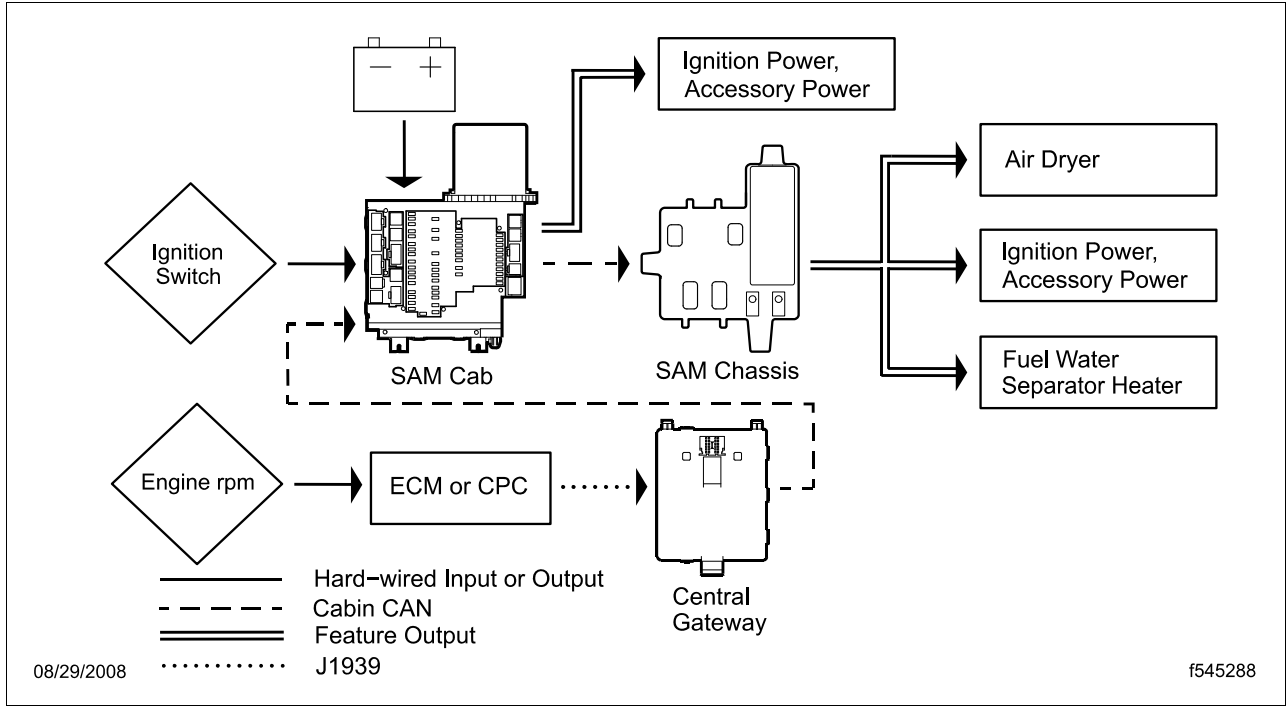 Ignition Power,
Accessory Power
Air Dryer
Ignition
Switch
Ignition Power,
Accessory Power
SAM Cab
SAM Chassis
Fuel Water
Separator Heater
Engine rpm
ECM or CPC
Hard-wired Input or Output
Cabin CAN
Feature Output
J1939
Central
Gateway
08/29/2008
f545288